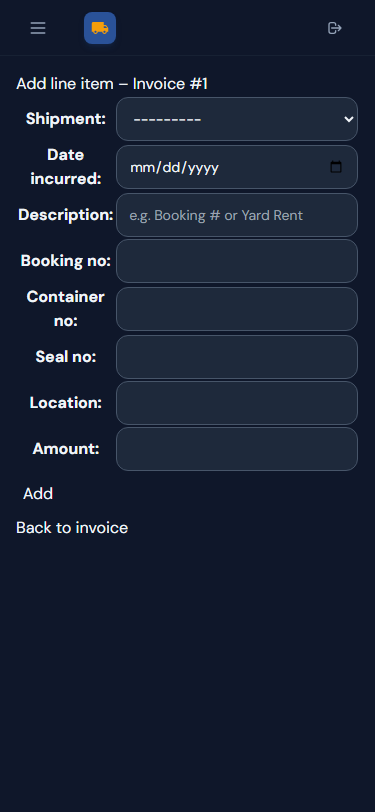 Add line item – Invoice #1
Shipment:
---------
Date
incurred:
mm/dd/yyyy
Description:
e.g. Booking # or Yard Rent
Booking no:
Container
no:
Seal no:
Location:
Amount:
Add
Back to invoice